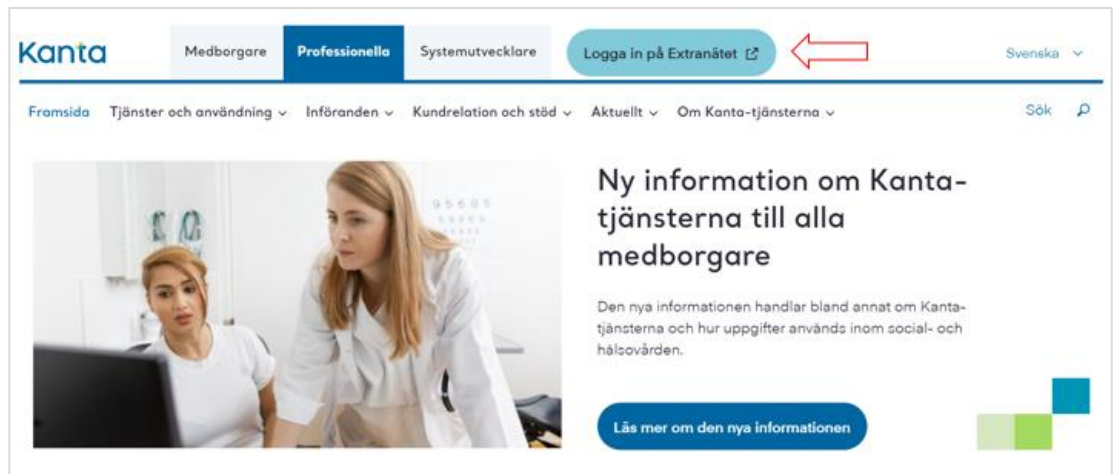 Kanta
Medborgare
Professionella
Systemutvecklare
Logga in på Extranätet
Svenska
Framsida
Tjänster och användning
Införanden
Kundrelation och stöd
Aktuellt
Om Kanta-tjänsterna
Sök
Ny information om Kanta-
tjänsterna till alla
medborgare
Den nya informationen handlar bland annat om Kanta-
tjänsterna och hur uppgifter används inom social- och
hälsovården.
Läs mer om den nya informationen